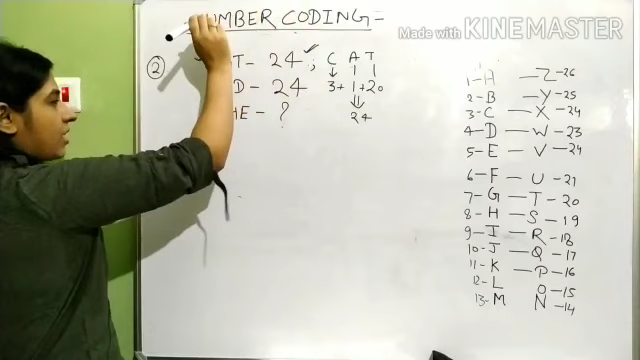 UMBER CODING=
Made with KINEMASTER
②
T - 24 ✓ ; C A T
D - 24 3 + 1 + 20
HE - ? 24
1 - A — Z - 26
2 - B — Y - 25
3 - C — X - 24
4 - D — W - 23
5 - E — V - 24
6 - F — U - 21
7 - G — T - 20
8 - H — S - 19
9 - I — R - 18
10 - J — Q - 17
11 - K — P - 16
12 - L O - 15
13 - M N - 14